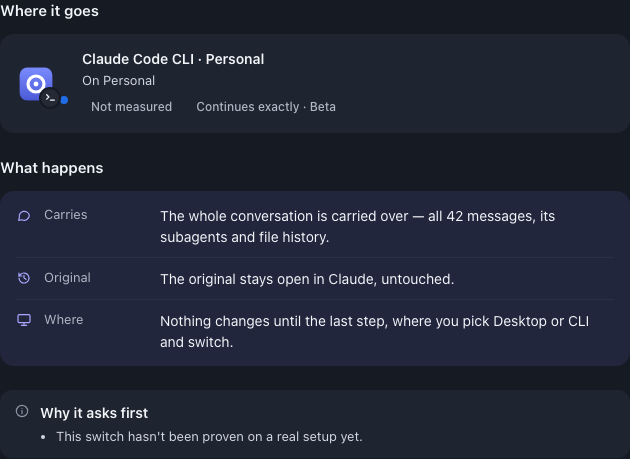 Where it goes
Claude Code CLI · Personal
On Personal
Not measured Continues exactly · Beta
What happens
Carries The whole conversation is carried over — all 42 messages, its
subagents and file history.
Original The original stays open in Claude, untouched.
Where Nothing changes until the last step, where you pick Desktop or CLI
and switch.
Why it asks first
• This switch hasn't been proven on a real setup yet.